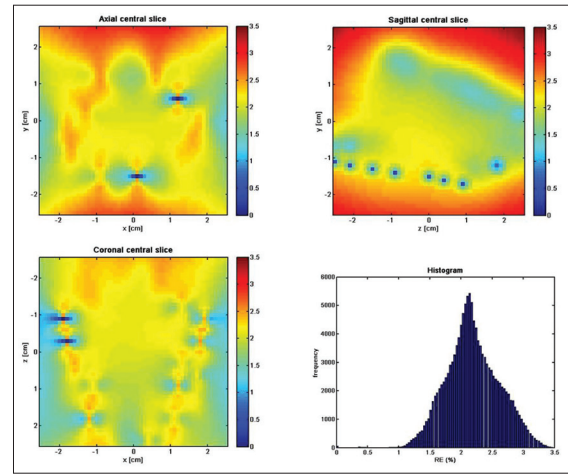 Axial central slice
2
1
0
-1
-2
y [cm]
-2 -1 0 1 2
x [cm]
3.5
3
2.5
2
1.5
1
0.5
0
Sagittal central slice
2
1
0
-1
-2
y [cm]
-2 -1 0 1 2
z [cm]
3.5
3
2.5
2
1.5
1
0.5
0
Coronal central slice
-2
-1
0
1
2
z [cm]
-2 -1 0 1 2
x [cm]
3.5
3
2.5
2
1.5
1
0.5
0
Histogram
6000
5000
4000
3000
2000
1000
0
frequency
0 0.5 1 1.5 2 2.5 3 3.5
RE (%)